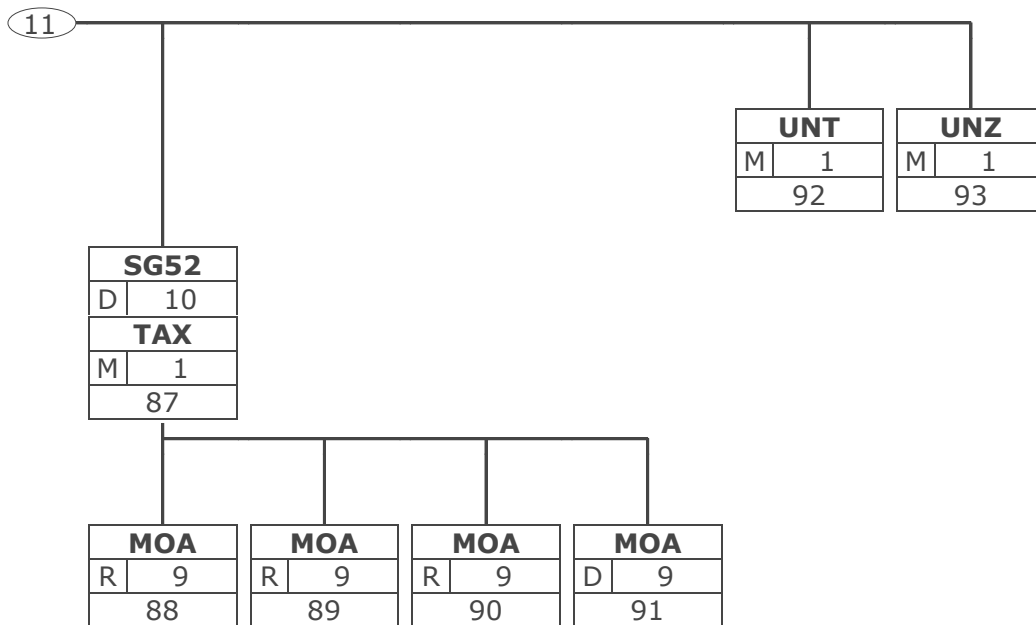 11
UNT UNZ
M 1 M 1
92 93
SG52
D 10
TAX
M 1
87
MOA MOA MOA MOA
R 9 R 9 R 9 D 9
88 89 90 91